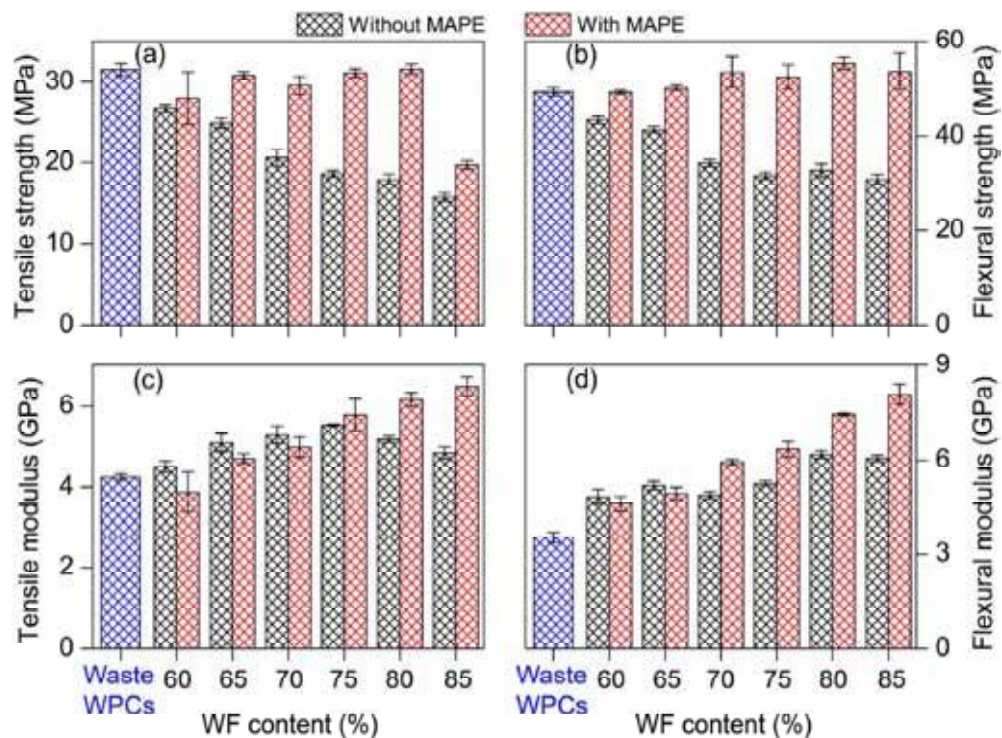 Without MAPE With MAPE
(a)
(b)
Tensile strength (MPa)
30
20
10
0
60
40
20
0
Flexural strength (MPa)
(c)
(d)
Tensile modulus (GPa)
6
4
2
0
9
6
3
0
Flexural modulus (GPa)
Waste
WPCs
60 65 70 75 80 85
WF content (%)
Waste
WPCs
60 65 70 75 80 85
WF content (%)